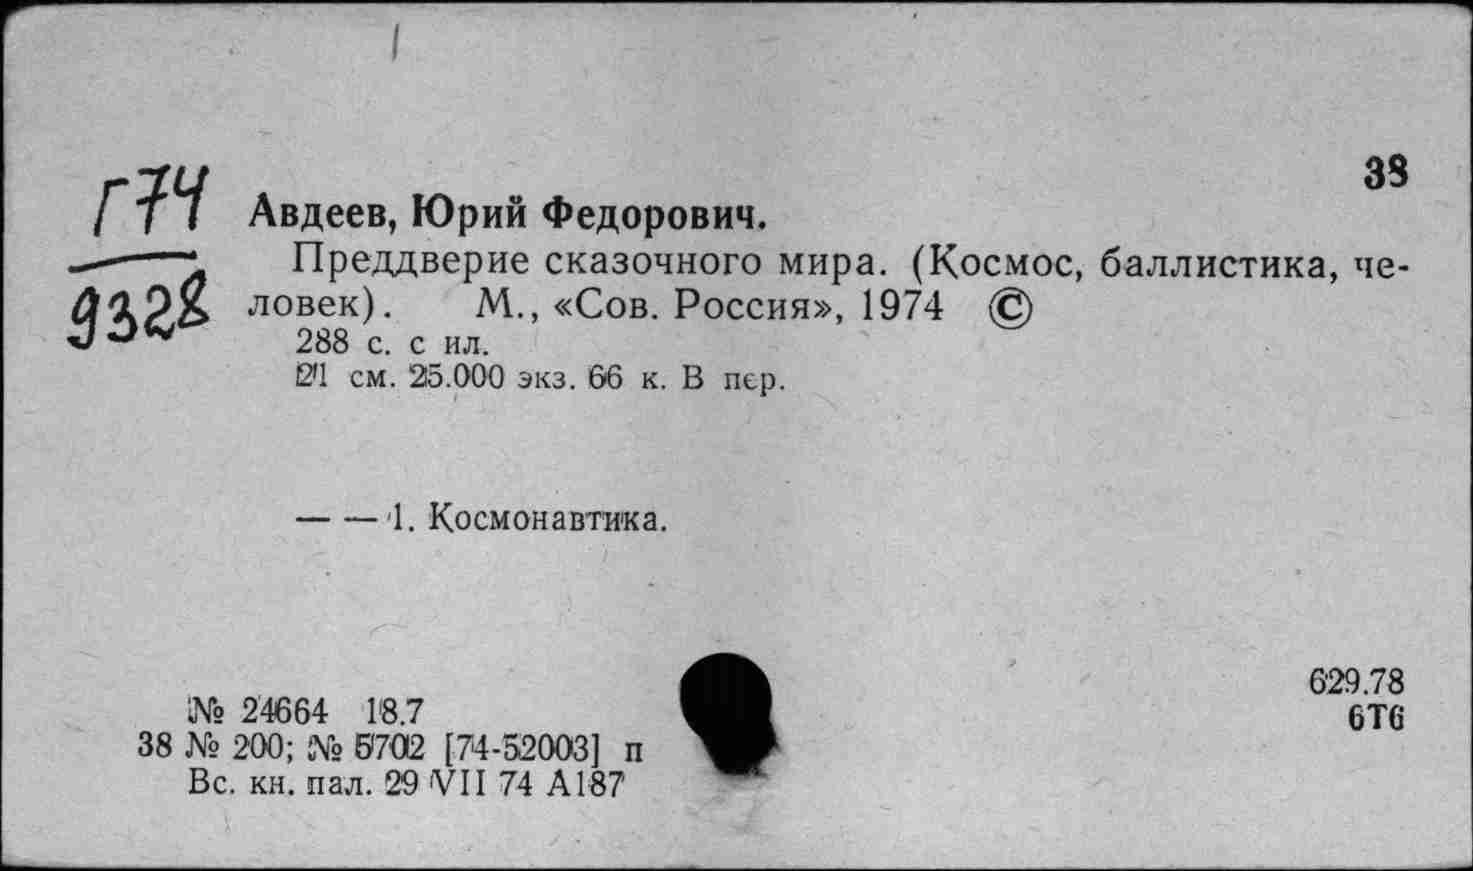 38
Г74
9328
Авдеев, Юрий Федорович.
Преддверие сказочного мира. (Космос, баллистика, че-
ловек). М., «Сов. Россия», 1974 ©
288 с. с ил.
21 см. 25.000 экз. 66 к. В пер.
— — 1. Космонавтика.
№ 24664 18.7
38 № 200; № 5702 [74-52003] п
Вс. кн. пал. 29 VII 74 А187
629.78
6Т6